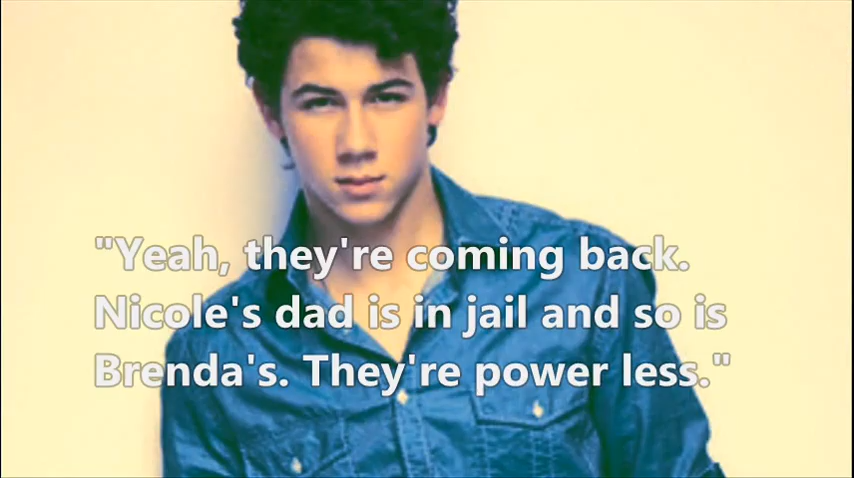 "Yeah, they're coming back.
Nicole's dad is in jail and so is
Brenda's. They're power less."